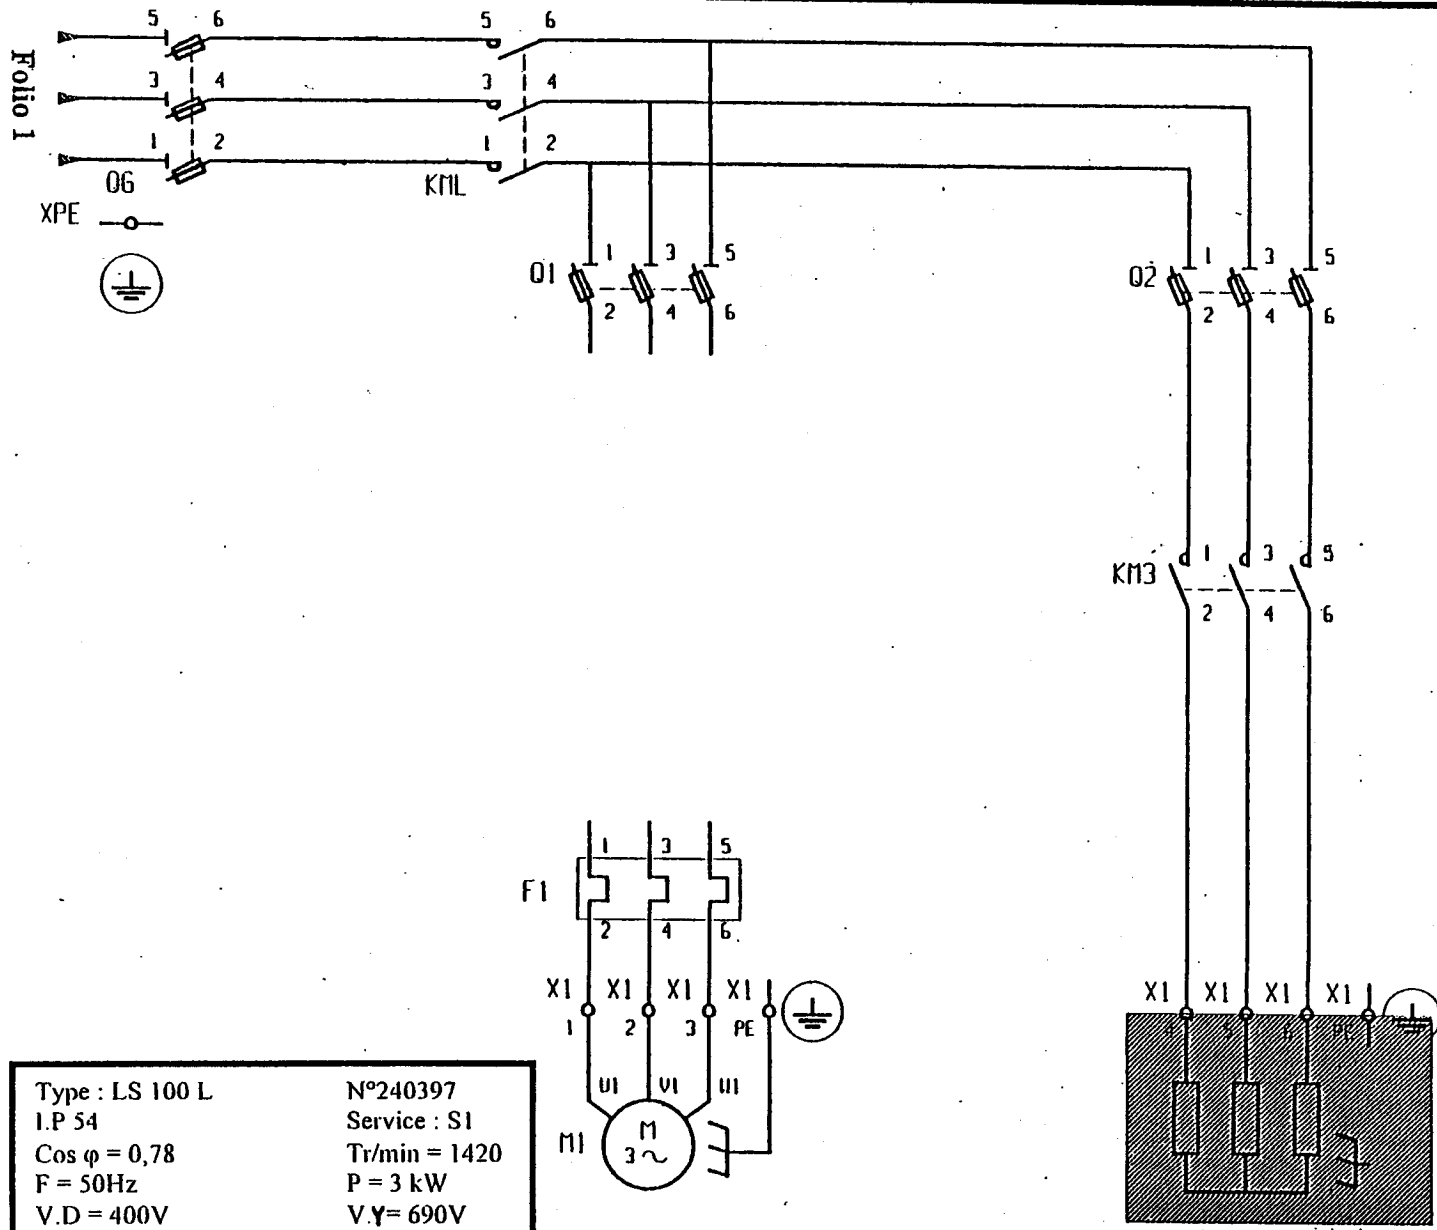 5 6 5 6
Folio 1
3 4 3 4
1 2 1 2
QG KML
XPE
Q1 1 3 5
2 4 6
Q2 1 3 5
2 4 6
KM3 1 3 5
2 4 6
1 3 5
F1
2 4 6
X1 X1 X1 X1
1 2 3 PE
X1 X1 X1 X1
4 5 6 PE
U1 V1 W1
M1 M
3 ~
Type : LS 100 L N°240397
I.P 54 Service : S1
Cos φ = 0,78 Tr/min = 1420
F = 50Hz P = 3 kW
V.D = 400V V.Y= 690V